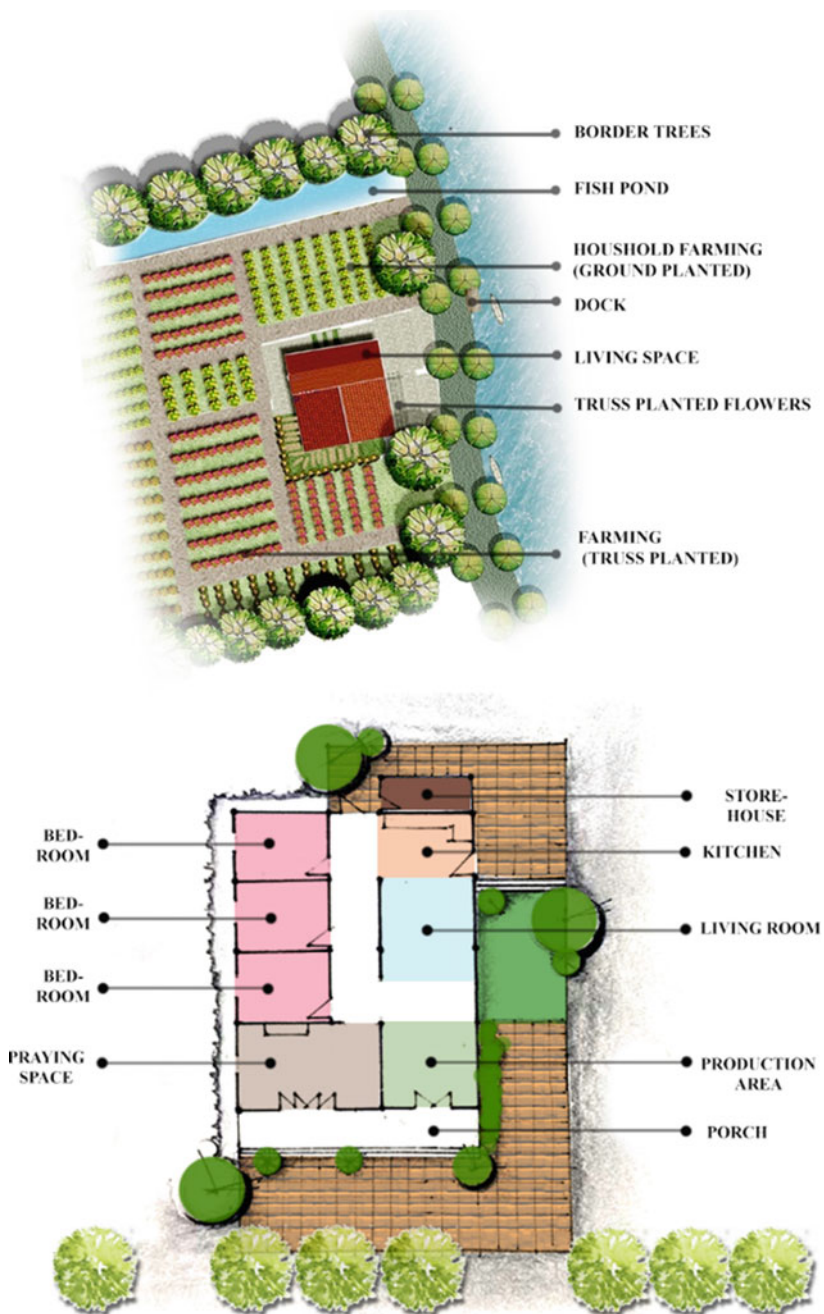 BORDER TREES
FISH POND
HOUSHOLD FARMING
(GROUND PLANTED)
DOCK
LIVING SPACE
TRUSS PLANTED FLOWERS
FARMING
(TRUSS PLANTED)
STORE-
HOUSE
BED-
ROOM
KITCHEN
BED-
ROOM
LIVING ROOM
BED-
ROOM
PRAYING
SPACE
PRODUCTION
AREA
PORCH